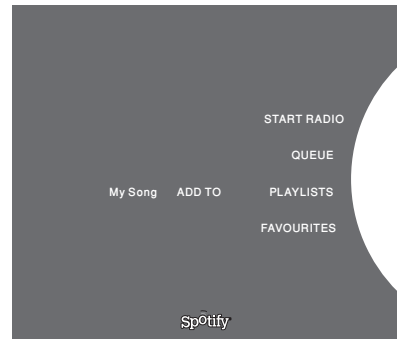 START RADIO
QUEUE
My Song ADD TO PLAYLISTS
FAVOURITES
Spotify